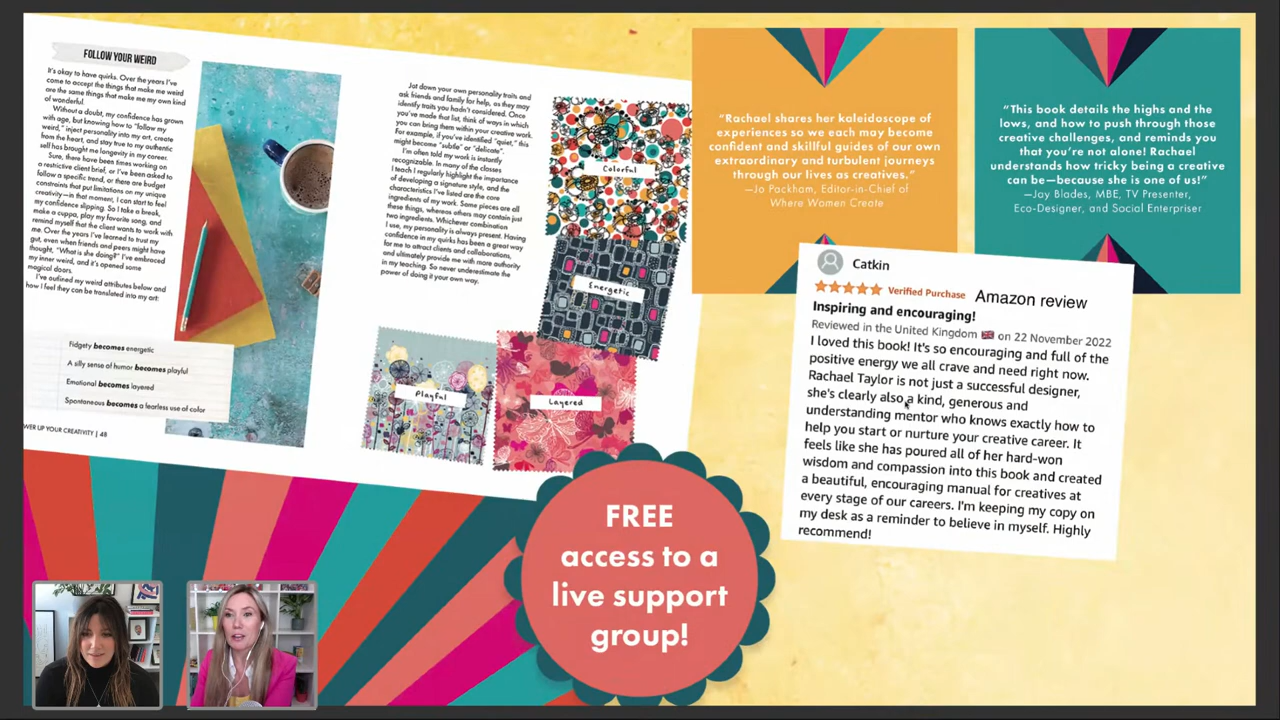 FOLLOW YOUR WEIRD
It's okay to have quirks. Over the years I've
come to accept the things that make me weird
are the same things that make me my own kind
of wonderful.
Without a doubt, my confidence has grown
with age, but knowing how to "follow my
weird," inject personality into my art, create
from the heart, and stay true to my authentic
self has brought me longevity in my career.
Sure, there have been times working on
a restrictive client brief, or I've been asked to
follow a specific trend, or there are budget
constraints that put limitations on my unique
creativity—in that moment, I can start to feel
my confidence slipping. So I take a break,
make a cuppa, play my favorite song, and
remind myself that the client wants to work with
me. Over the years I've learned to trust my
gut, even when friends and peers might have
thought, "What is she doing?" I've embraced
my inner weird, and it's opened some
magical doors.
I've outlined my weird attributes below and
how I feel they can be translated into my art:
Fidgety becomes energetic
A silly sense of humor becomes playful
Emotional becomes layered
Spontaneous becomes a fearless use of color
WER UP YOUR CREATIVITY | 48
Jot down your own personality traits and
ask friends and family for help, as they may
identify traits you hadn't considered. Once
you've made that list, think of ways in which
you can bring them within your creative work.
For example, if you've identified "quiet," this
might become "subtle" or "delicate."
I'm often told my work is instantly
recognizable. In many of the classes
I teach I regularly highlight the importance
of developing a signature style, and the
characteristics I've listed are the core
ingredients of my work. Some pieces are all
these things, whereas others may contain just
two ingredients. Whichever combination
I use, my personality is always present. Having
confidence in my quirks has been a great way
for me to attract clients and collaborations,
and ultimately provide me with more authority
in my teaching. So never underestimate the
power of doing it your own way.
Colorful
Energetic
Playful
Layered
"Rachael shares her kaleidoscope of
experiences so we each may become
confident and skillful guides of our own
extraordinary and turbulent journeys
through our lives as creatives."
—Jo Packham, Editor-in-Chief of
Where Women Create
"This book details the highs and the
lows, and how to push through those
creative challenges, and reminds you
that you're not alone! Rachael
understands how tricky being a creative
can be—because she is one of us!"
—Jay Blades, MBE, TV Presenter,
Eco-Designer, and Social Enterpriser
Catkin
Verified Purchase Amazon review
Inspiring and encouraging!
Reviewed in the United Kingdom 🇬🇧 on 22 November 2022
I loved this book! It's so encouraging and full of the
positive energy we all crave and need right now.
Rachael Taylor is not just a successful designer,
she's clearly also a kind, generous and
understanding mentor who knows exactly how to
help you start or nurture your creative career. It
feels like she has poured all of her hard-won
wisdom and compassion into this book and created
a beautiful, encouraging manual for creatives at
every stage of our careers. I'm keeping my copy on
my desk as a reminder to believe in myself. Highly
recommend!
FREE
access to a
live support
group!